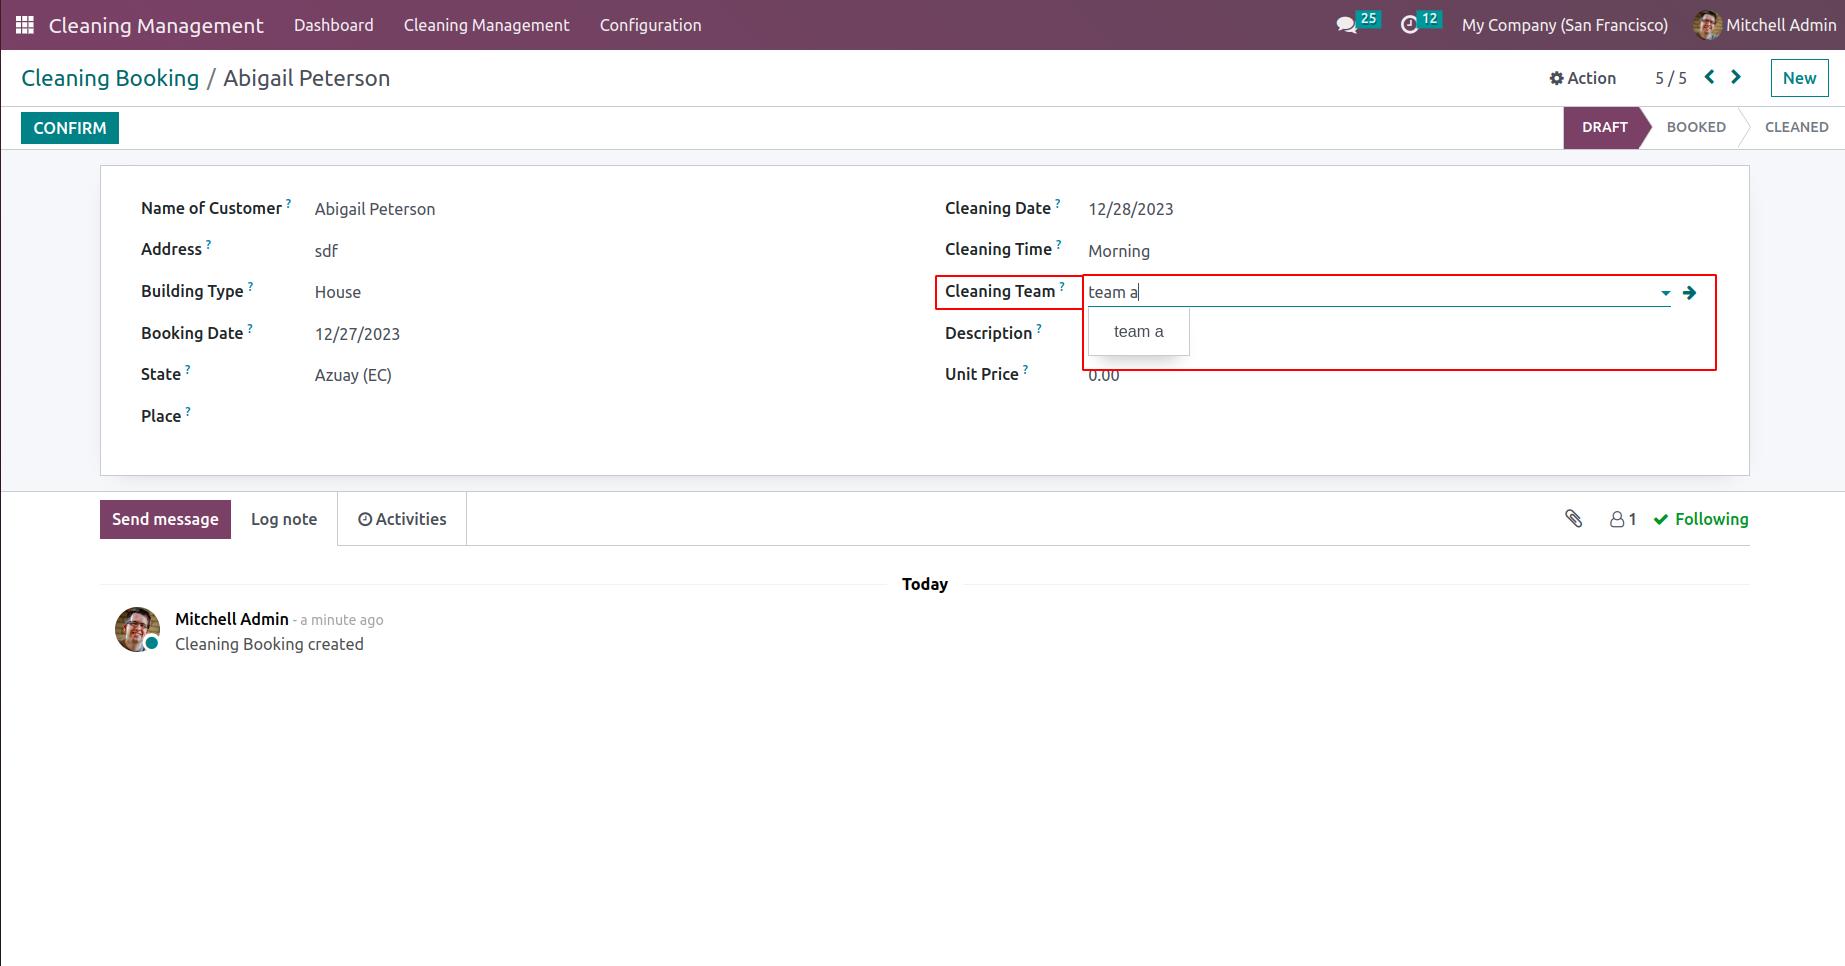 Cleaning Management Dashboard Cleaning Management Configuration 25 12 My Company (San Francisco) Mitchell Admin
Cleaning Booking / Abigail Peterson Action 5 / 5 New
CONFIRM DRAFT BOOKED CLEANED
Name of Customer ? Abigail Peterson
Address ? sdf
Building Type ? House
Booking Date ? 12/27/2023
State ? Azuay (EC)
Place ?
Cleaning Date ? 12/28/2023
Cleaning Time ? Morning
Cleaning Team ? team a
team a
Description ?
Unit Price ? 0.00
Send message Log note Activities 1 Following
Today
Mitchell Admin - a minute ago
Cleaning Booking created